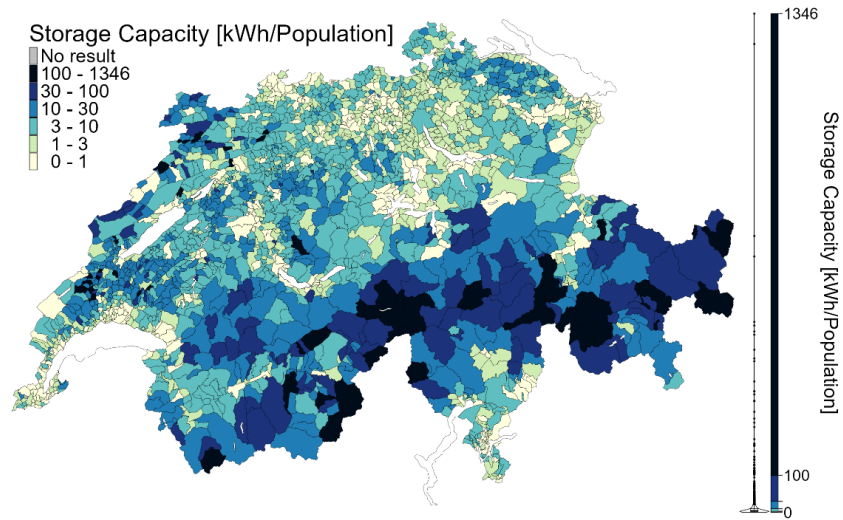 Storage Capacity [kWh/Population]
No result
100 - 1346
30 - 100
10 - 30
3 - 10
1 - 3
0 - 1
1346
100
0
Storage Capacity [kWh/Population]